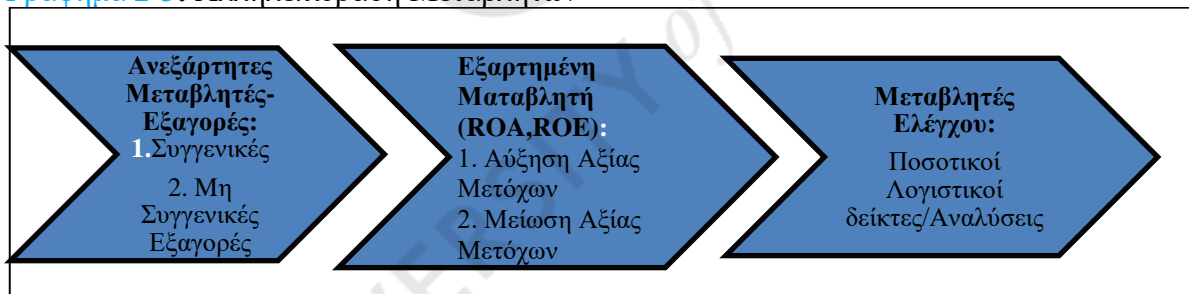 Ανεξάρτητες
Μεταβλητές-
Εξαγορές:
1.Συγγενικές
2. Μη
Συγγενικές
Εξαγορές
Εξαρτημένη
Ματαβλητή
(ROA,ROE):
1. Αύξηση Αξίας
Μετόχων
2. Μείωση Αξίας
Μετόχων
Μεταβλητές
Ελέγχου:
Ποσοτικοί
Λογιστικοί
δείκτες/Αναλύσεις